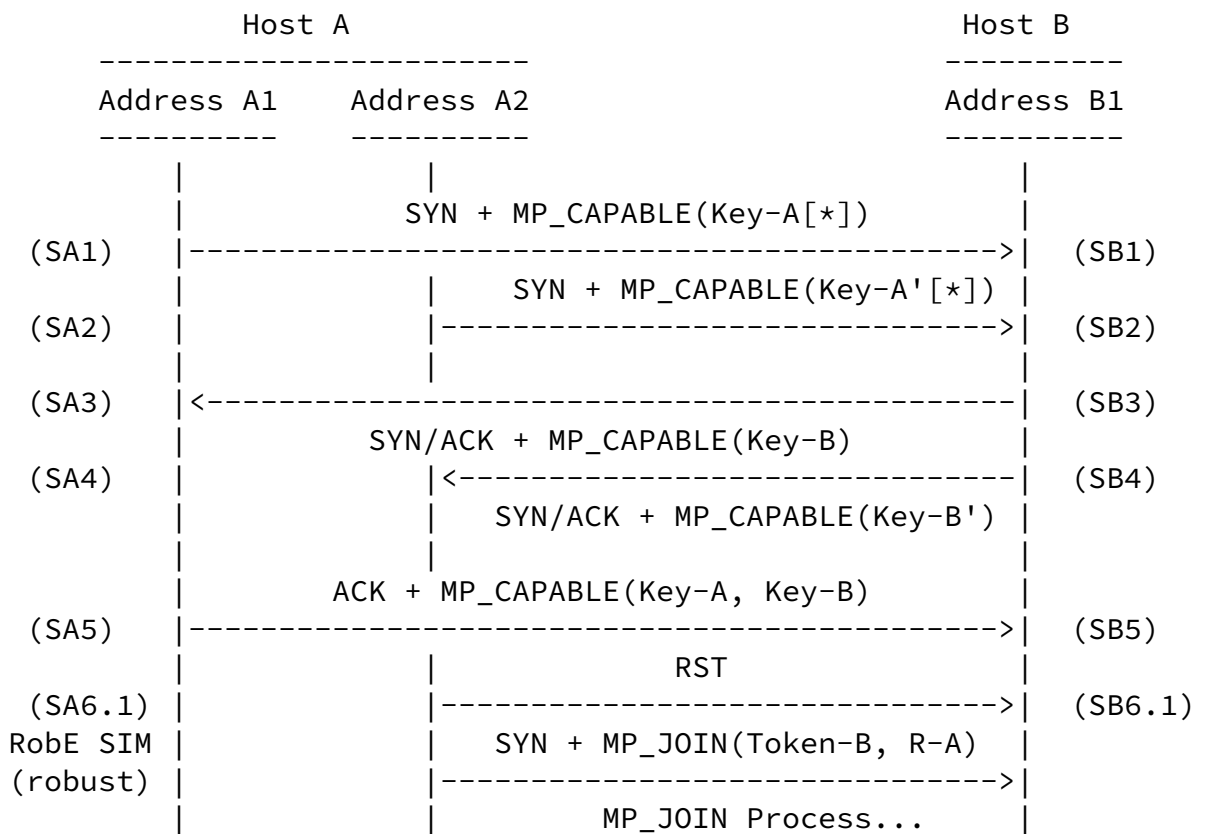 Host A                                  Host B
------------------------                       ----------
Address A1    Address A2                       Address B1
----------    ----------                       ----------
|             |                                |
|            SYN + MP_CAPABLE(Key-A[*])        |
(SA1)   |--------------------------------------------->|  (SB1)
|             |    SYN + MP_CAPABLE(Key-A'[*]) |
(SA2)   |             |------------------------------->|  (SB2)
|             |                                |
(SA3)   |<---------------------------------------------|  (SB3)
|          SYN/ACK + MP_CAPABLE(Key-B)         |
(SA4)   |             |<-------------------------------|  (SB4)
|             |   SYN/ACK + MP_CAPABLE(Key-B') |
|             |                                |
|        ACK + MP_CAPABLE(Key-A, Key-B)        |
(SA5)   |--------------------------------------------->|  (SB5)
|             |             RST                |
(SA6.1) |             |------------------------------->|  (SB6.1)
RobE SIM |             |   SYN + MP_JOIN(Token-B, R-A)  |
(robust) |             |------------------------------->|
|             |         MP_JOIN Process...     |